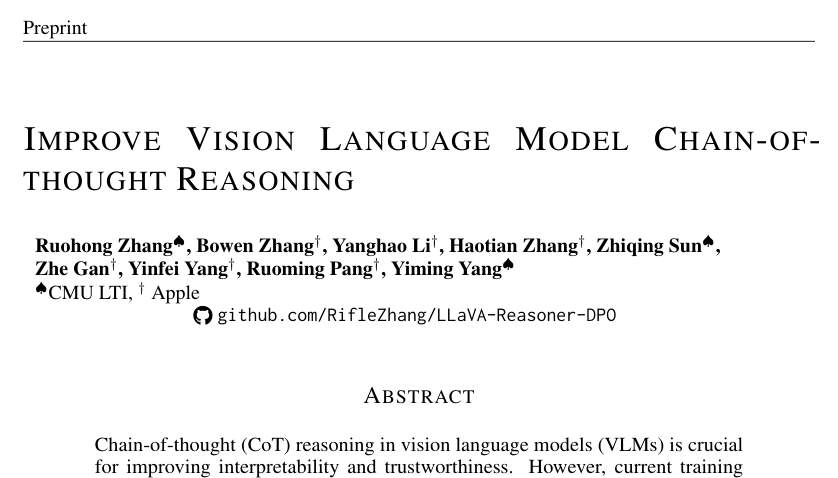 Preprint
IMPROVE VISION LANGUAGE MODEL CHAIN-OF-
THOUGHT REASONING
Ruohong Zhang♠, Bowen Zhang†, Yanghao Li†, Haotian Zhang†, Zhiqing Sun♠,
Zhe Gan†, Yinfei Yang†, Ruoming Pang†, Yiming Yang♠
♠CMU LTI, † Apple
github.com/RifleZhang/LLaVA-Reasoner-DPO
ABSTRACT
Chain-of-thought (CoT) reasoning in vision language models (VLMs) is crucial
for improving interpretability and trustworthiness. However, current training